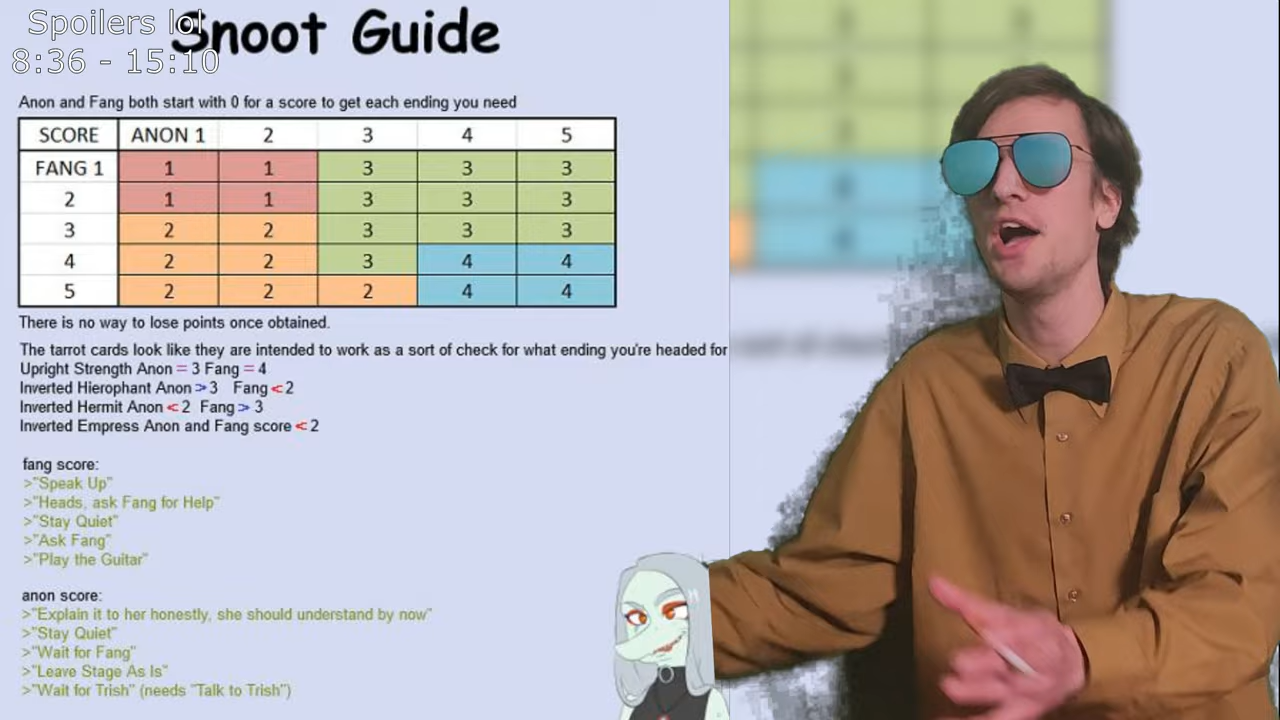 Spoilers lol
8:36 - 15:10
Snoot Guide
Anon and Fang both start with 0 for a score to get each ending you need
SCORE ANON 1 2 3 4 5
FANG 1 1 1 3 3 3
2 1 1 3 3 3
3 2 2 3 3 3
4 2 2 3 4 4
5 2 2 2 4 4
There is no way to lose points once obtained.
The tarrot cards look like they are intended to work as a sort of check for what ending you're headed for
Upright Strength Anon = 3 Fang = 4
Inverted Hierophant Anon > 3 Fang < 2
Inverted Hermit Anon < 2 Fang > 3
Inverted Empress Anon and Fang score < 2
fang score:
>"Speak Up"
>"Heads, ask Fang for Help"
>"Stay Quiet"
>"Ask Fang"
>"Play the Guitar"
anon score:
>"Explain it to her honestly, she should understand by now"
>"Stay Quiet"
>"Wait for Fang"
>"Leave Stage As Is"
>"Wait for Trish" (needs "Talk to Trish")